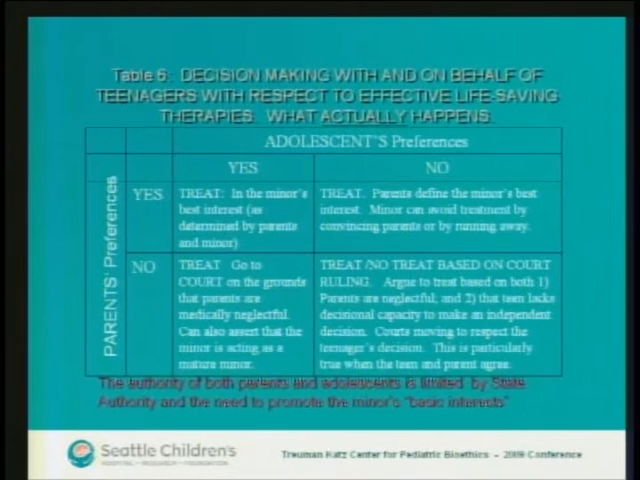 Table 6: DECISION MAKING WITH AND ON BEHALF OF
TEENAGERS WITH RESPECT TO EFFECTIVE LIFE-SAVING
THERAPIES: WHAT ACTUALLY HAPPENS.
ADOLESCENT'S Preferences
YES
NO
PARENTS' Preferences
YES
TREAT: In the minor's
best interest (as
determined by parents
and minor)
TREAT. Parents define the minor's best
interest. Minor can avoid treatment by
convincing parents or by running away.
NO
TREAT Go to
COURT on the grounds
that parents are
medically neglectful.
Can also assert that the
minor is acting as a
mature minor.
TREAT /NO TREAT BASED ON COURT
RULING. Argue to treat based on both 1)
Parents are neglectful; and 2) that teen lacks
decisional capacity to make an independent
decision. Courts moving to respect the
teenager's decision. This is particularly
true when the teen and parent agree.
The authority of both parents and adolescents is limited by State
Authority and the need to promote the minor's "basic interests"
Seattle Children's
HOSPITAL • RESEARCH • FOUNDATION
Treuman Katz Center for Pediatric Bioethics - 2009 Conference